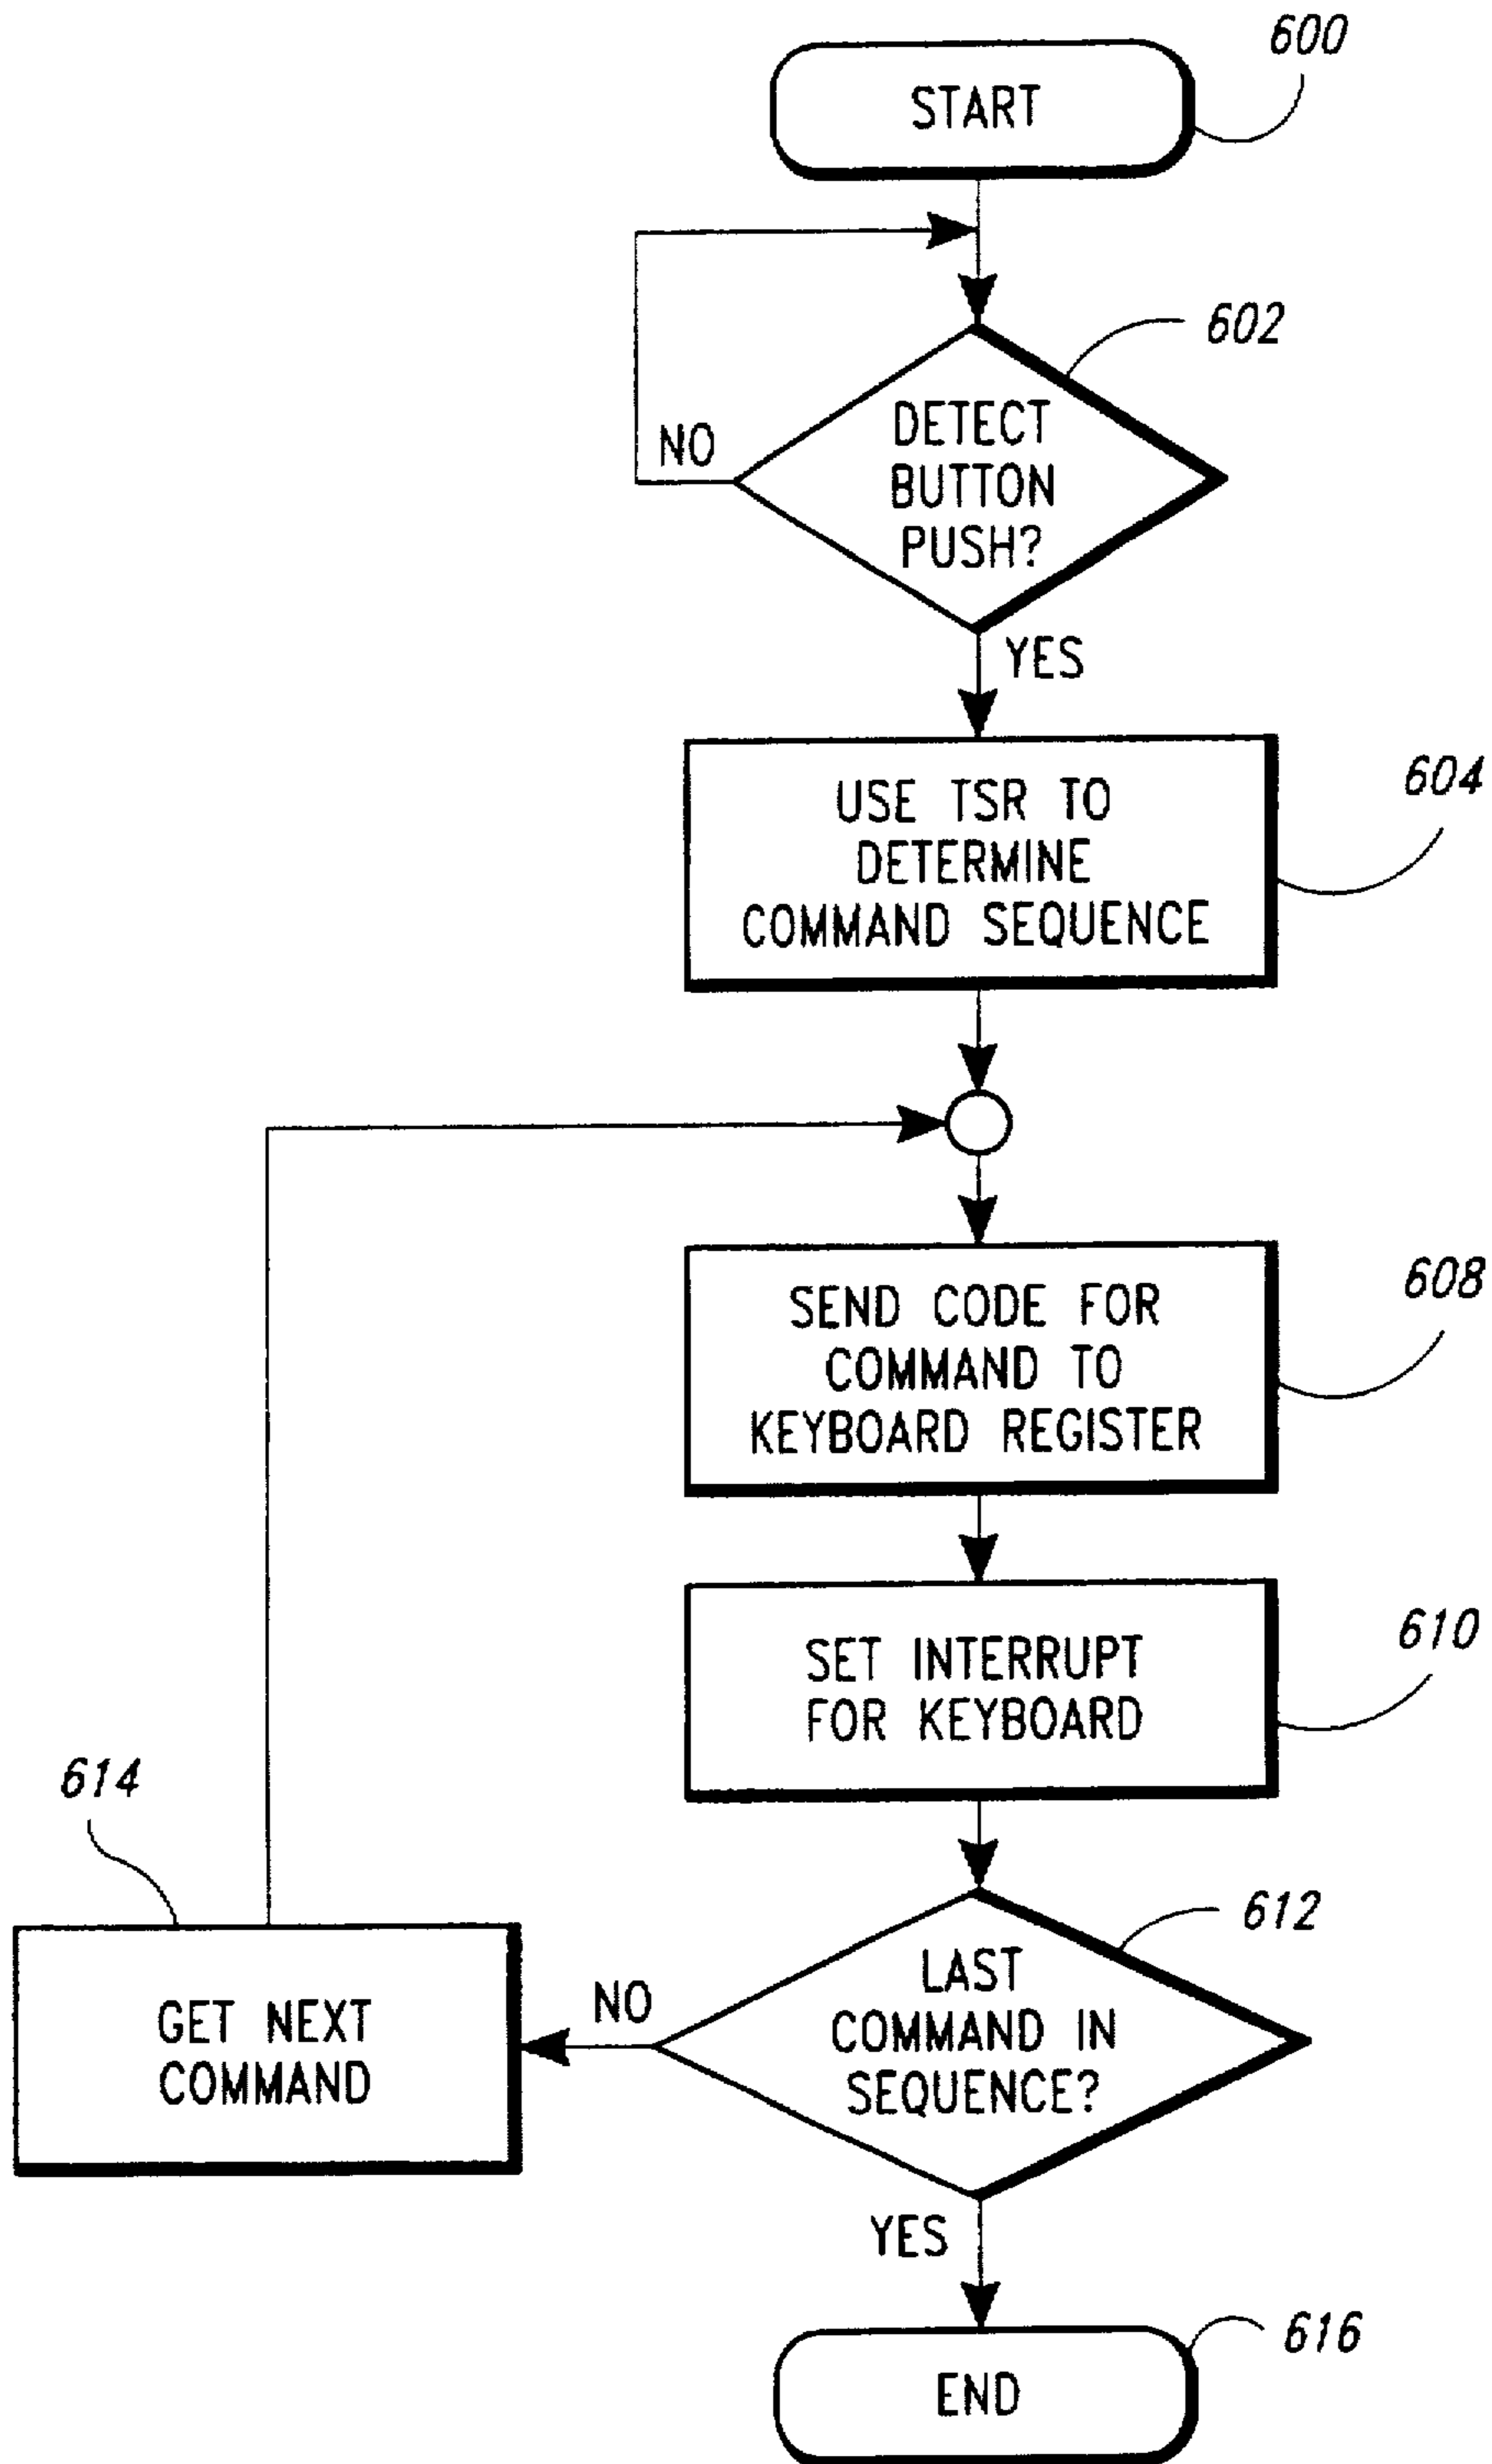 600
START
602
DETECT
BUTTON
PUSH?
NO
YES
604
USE TSR TO
DETERMINE
COMMAND SEQUENCE
608
SEND CODE FOR
COMMAND TO
KEYBOARD REGISTER
610
SET INTERRUPT
FOR KEYBOARD
614
612
LAST
COMMAND IN
SEQUENCE?
NO
GET NEXT
COMMAND
YES
616
END